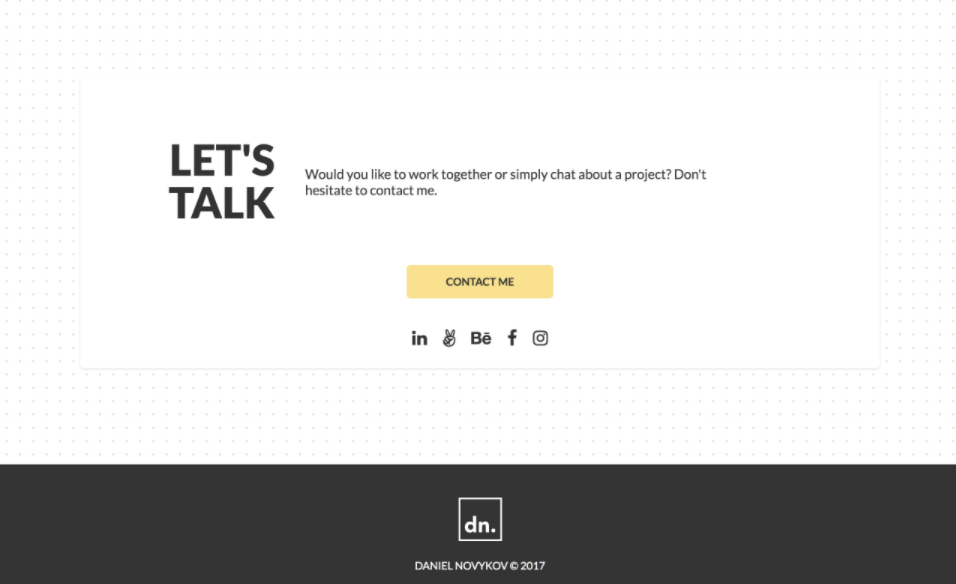 LET'S
TALK
Would you like to work together or simply chat about a project? Don't
hesitate to contact me.
CONTACT ME
in
Bē
f
dn.
DANIEL NOVYKOV © 2017